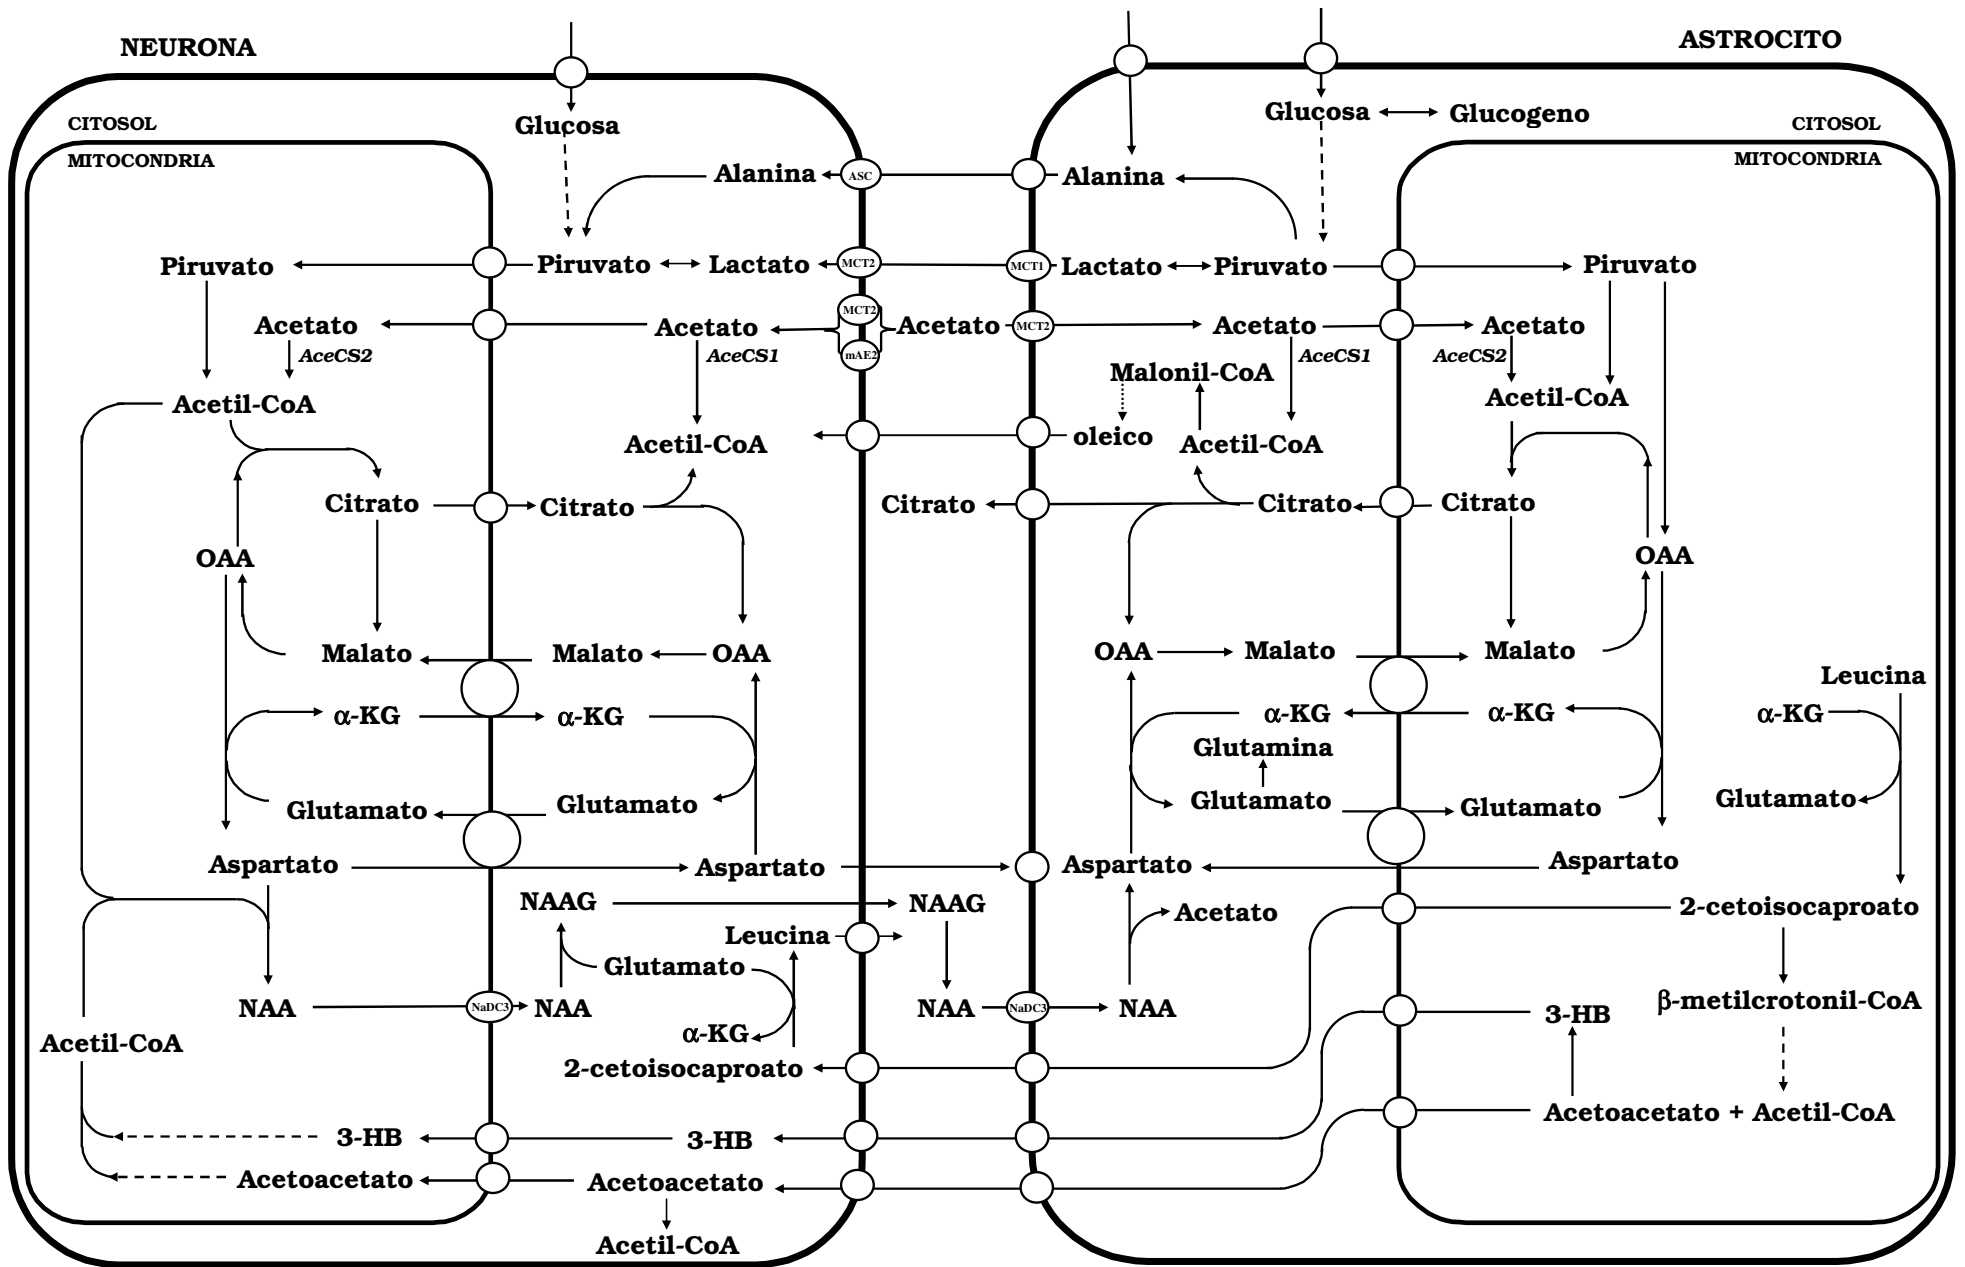 NEURONA
ASTROCITO
Glucosa
Glucosa
Glucogeno
CITOSOL
CITOSOL
MITOCONDRIA
MITOCONDRIA
Alanina
ASC
Alanina
Piruvato
Piruvato
Lactato
MCT2
MCT1
Lactato
Piruvato
Piruvato
MCT2
Acetato
Acetato
Acetato
MCT2
Acetato
Acetato
AceCS2
AceCS1
mAE2
AceCS1
AceCS2
Malonil-CoA
Acetil-CoA
Acetil-CoA
Acetil-CoA
oleico
Acetil-CoA
Citrato
Citrato
Citrato
Citrato
Citrato
OAA
OAA
Malato
Malato
OAA
OAA
Malato
Malato
Leucina
α-KG
α-KG
α-KG
α-KG
α-KG
Glutamina
Glutamato
Glutamato
Glutamato
Glutamato
Glutamato
Aspartato
Aspartato
Aspartato
Aspartato
NAAG
NAAG
Acetato
2-cetoisocaproato
Leucina
Glutamato
NAA
NaDC3
NAA
NAA
NaDC3
NAA
3-HB
β-metilcrotonil-CoA
α-KG
Acetil-CoA
2-cetoisocaproato
Acetoacetato + Acetil-CoA
3-HB
3-HB
Acetoacetato
Acetoacetato
Acetil-CoA